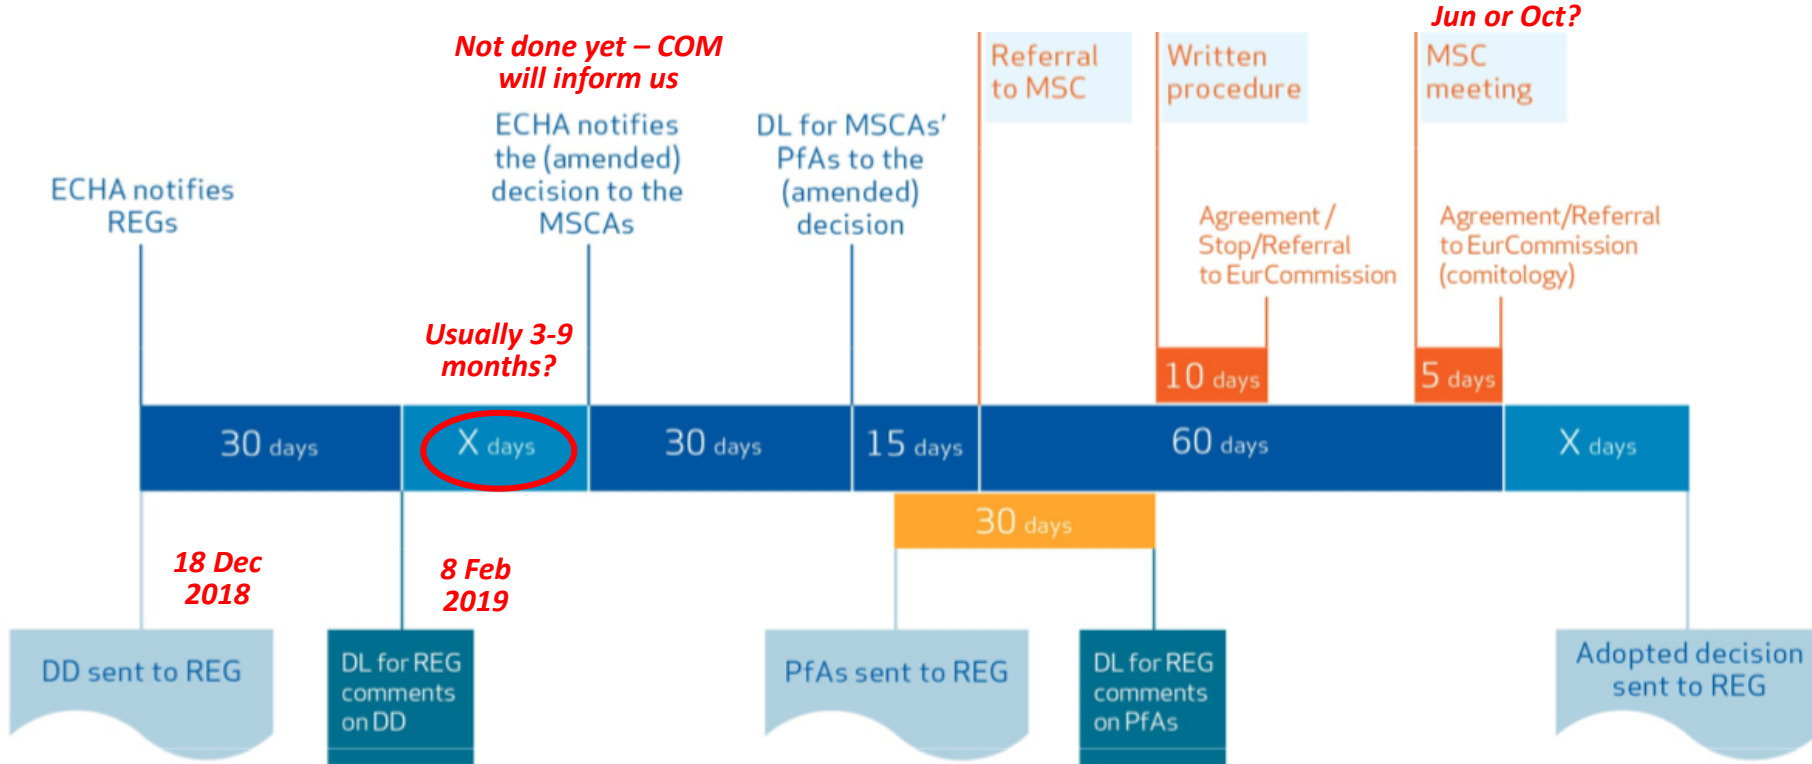 Jun or Oct?
Not done yet – COM
will inform us
Referral
to MSC
Written
procedure
MSC
meeting
ECHA notifies
the (amended)
decision to the
MSCAs
DL for MSCAs'
PfAs to the
(amended)
decision
ECHA notifies
REGs
Agreement /
Stop/Referral
to EurCommission
Agreement/Referral
to EurCommission
(comitology)
Usually 3-9
months?
10 days
5 days
30 days
X days
30 days
15 days
60 days
X days
30 days
18 Dec
2018
8 Feb
2019
DD sent to REG
DL for REG
comments
on DD
PfAs sent to REG
DL for REG
comments
on PfAs
Adopted decision
sent to REG